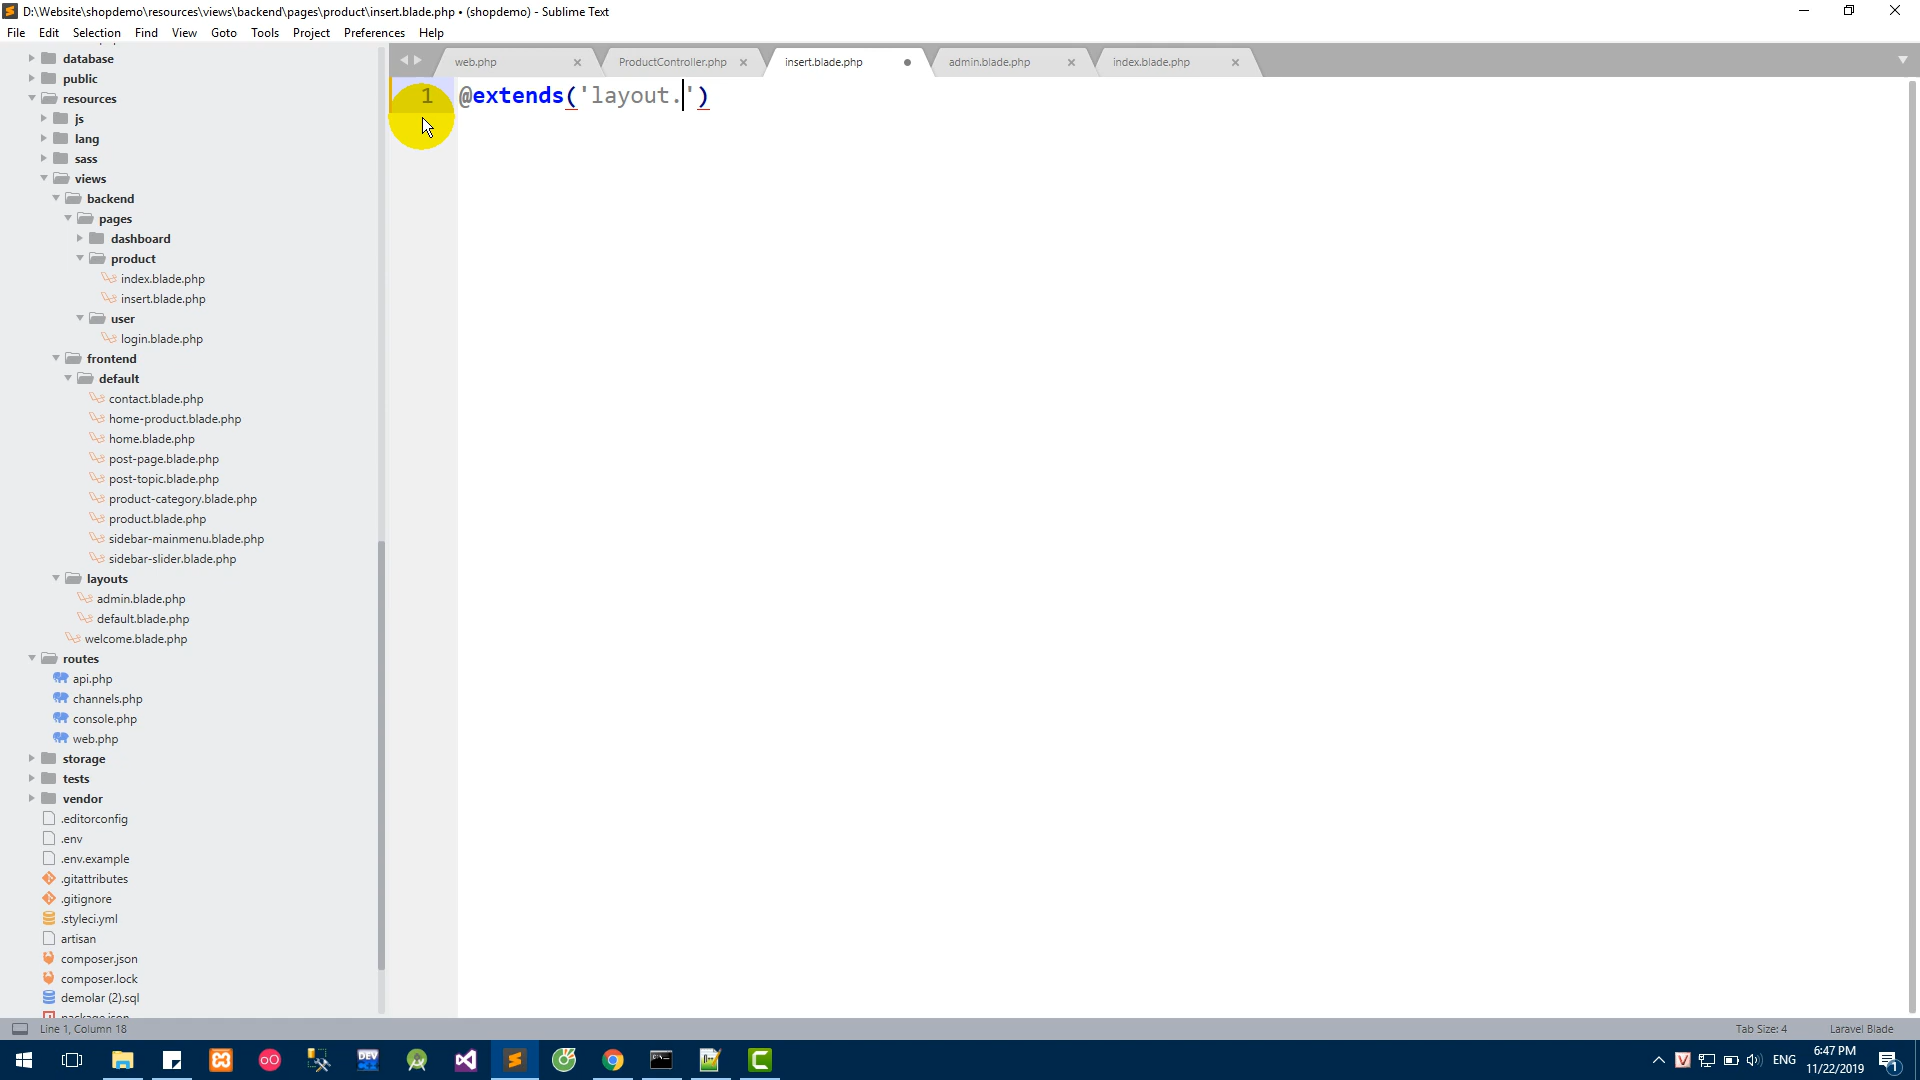 D:\Website\shopdemo\resources\views\backend\pages\product\insert.blade.php • (shopdemo) - Sublime Text
File Edit Selection Find View Goto Tools Project Preferences Help
web.php
ProductController.php
insert.blade.php
admin.blade.php
index.blade.php
1 @extends('layout.')
database
public
resources
js
lang
sass
views
backend
pages
dashboard
product
index.blade.php
insert.blade.php
user
login.blade.php
frontend
default
contact.blade.php
home-product.blade.php
home.blade.php
post-page.blade.php
post-topic.blade.php
product-category.blade.php
product.blade.php
sidebar-mainmenu.blade.php
sidebar-slider.blade.php
layouts
admin.blade.php
default.blade.php
welcome.blade.php
routes
api.php
channels.php
console.php
web.php
storage
tests
vendor
.editorconfig
.env
.env.example
.gitattributes
.gitignore
.styleci.yml
artisan
composer.json
composer.lock
demolar (2).sql
package.json
Line 1, Column 18
Tab Size: 4
Laravel Blade
DEV
ENG
6:47 PM
11/22/2019
1